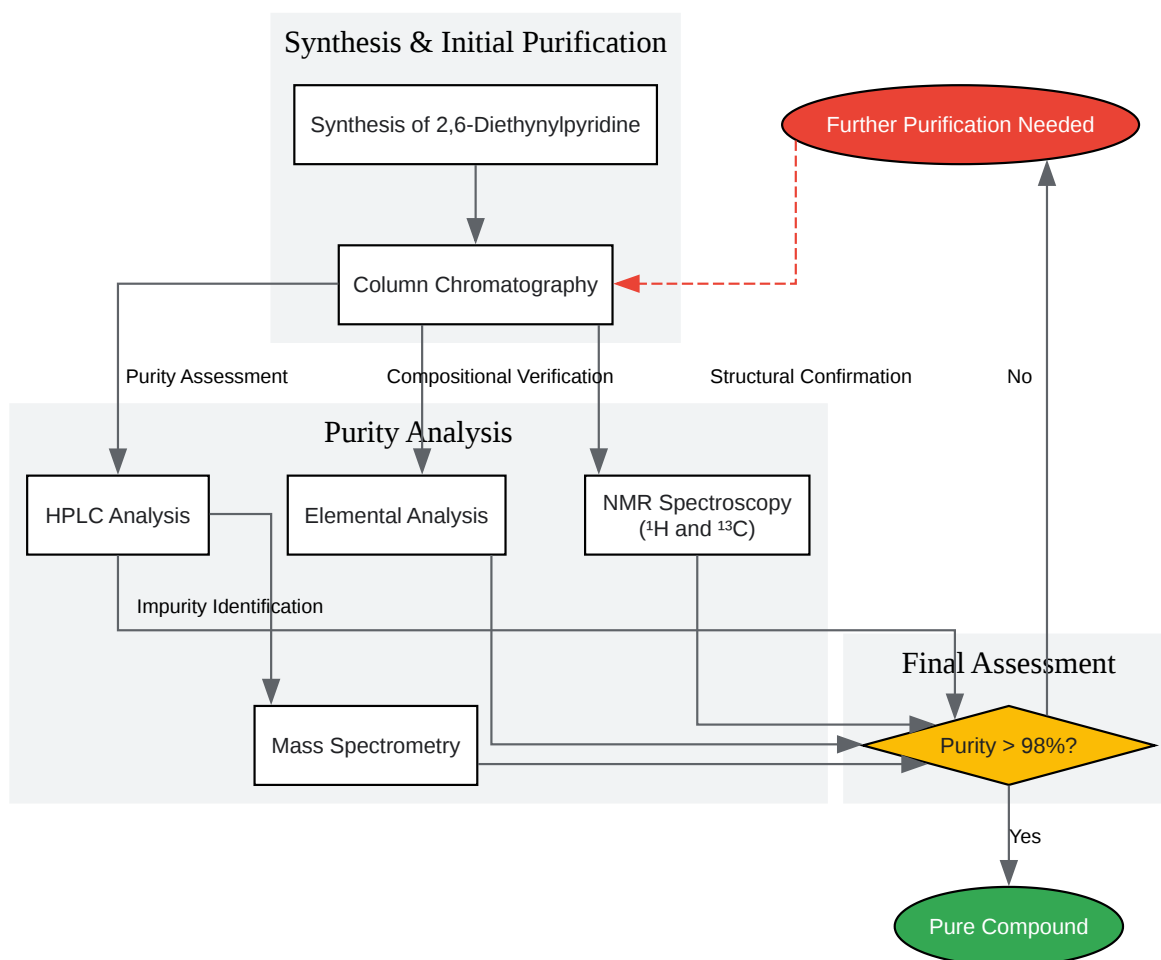 Synthesis & Initial Purification
Synthesis of 2,6-Diethynylpyridine
Further Purification Needed
Column Chromatography
Purity Assessment
Compositional Verification
Structural Confirmation
No
Purity Analysis
HPLC Analysis
Elemental Analysis
NMR Spectroscopy
(¹H and ¹³C)
Impurity Identification
Final Assessment
Mass Spectrometry
Purity > 98%?
Yes
Pure Compound